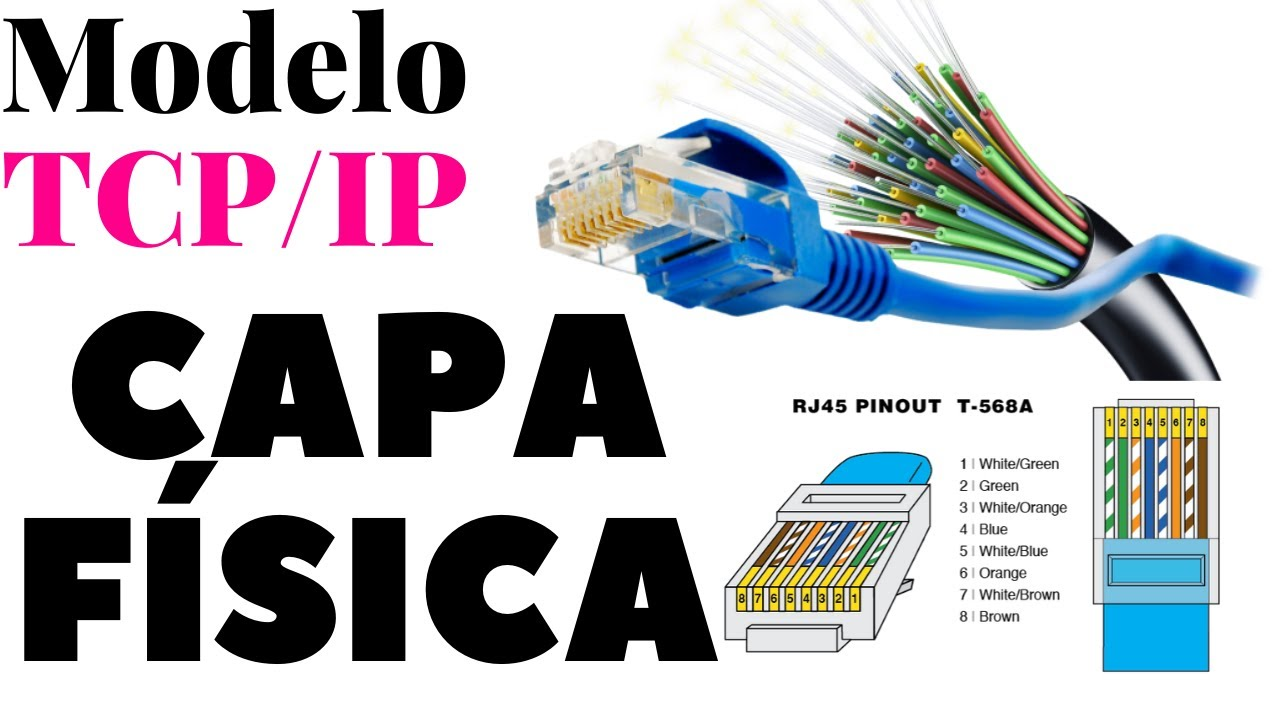 Modelo
TCP/IP
CAPA
FÍSICA
RJ45 PINOUT T-568A
1 | White/Green
2 | Green
3 | White/Orange
4 | Blue
5 | White/Blue
6 | Orange
7 | White/Brown
8 | Brown
8 7 6 5 4 3 2 1
1 2 3 4 5 6 7 8